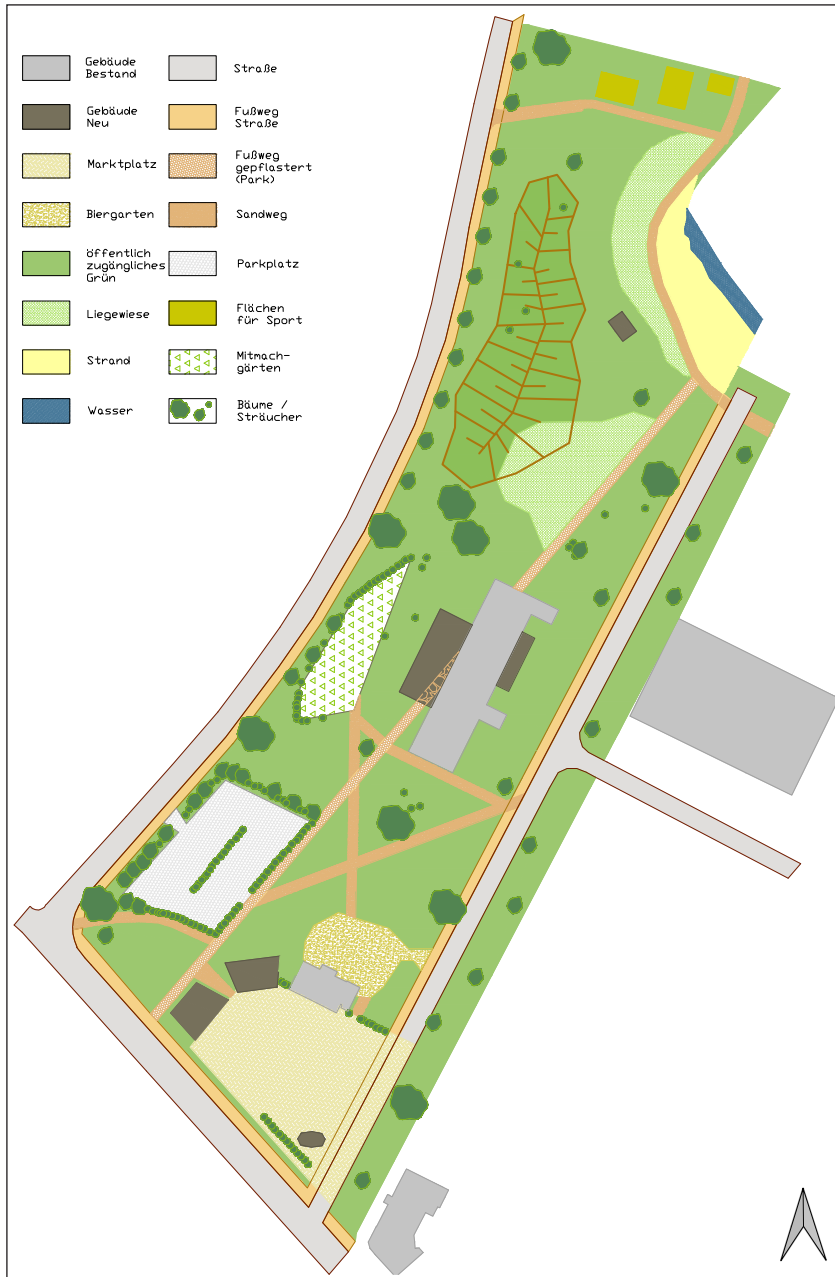 Gebäude
Bestand
Straße
Gebäude
Neu
Fußweg
Straße
Marktplatz
Fußweg
gepflastert
(Park)
Biergarten
Sandweg
öffentlich
zugängliches
Grün
Parkplatz
Liegewiese
Flächen
für Sport
Strand
Mitmach-
gärten
Wasser
Bäume /
Sträucher